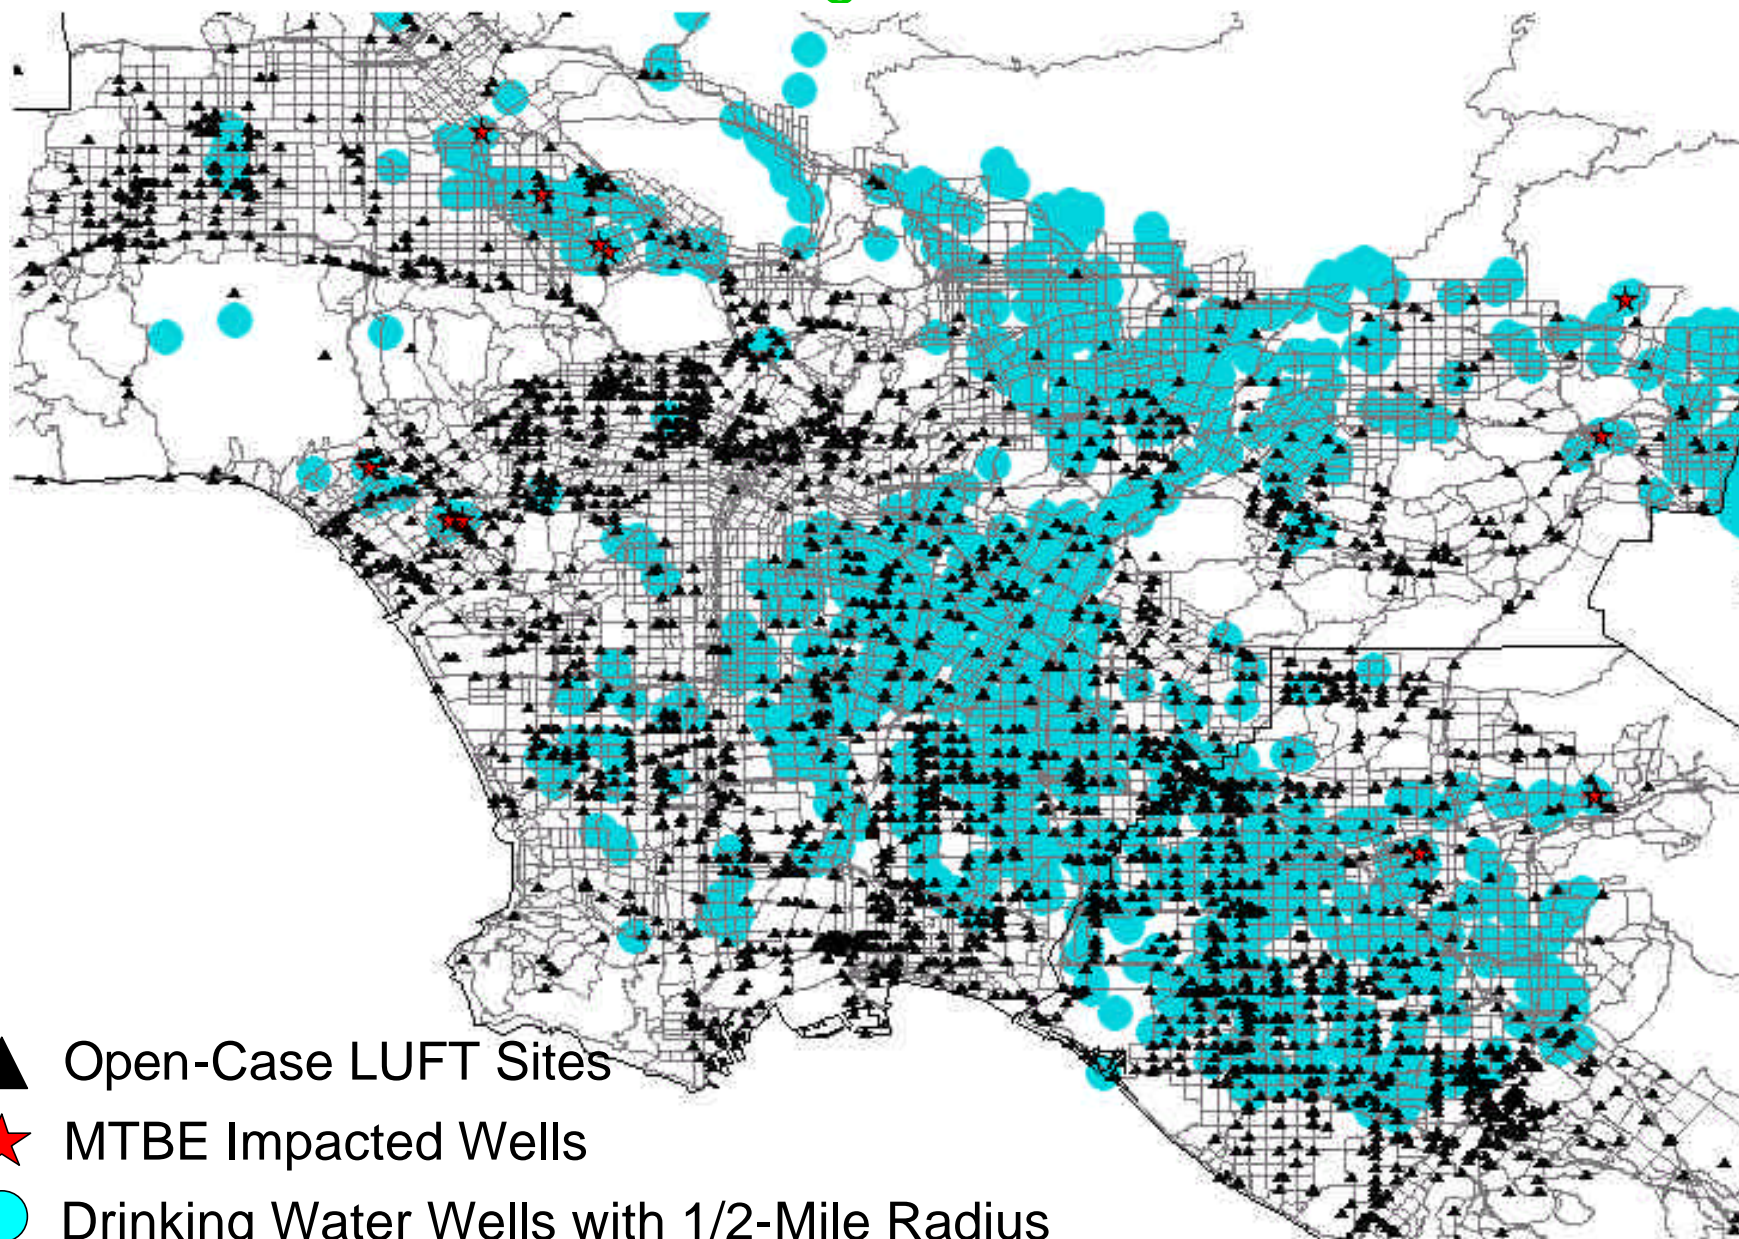 Open-Case LUFT Sites
MTBE Impacted Wells
Drinking Water Wells with 1/2-Mile Radius